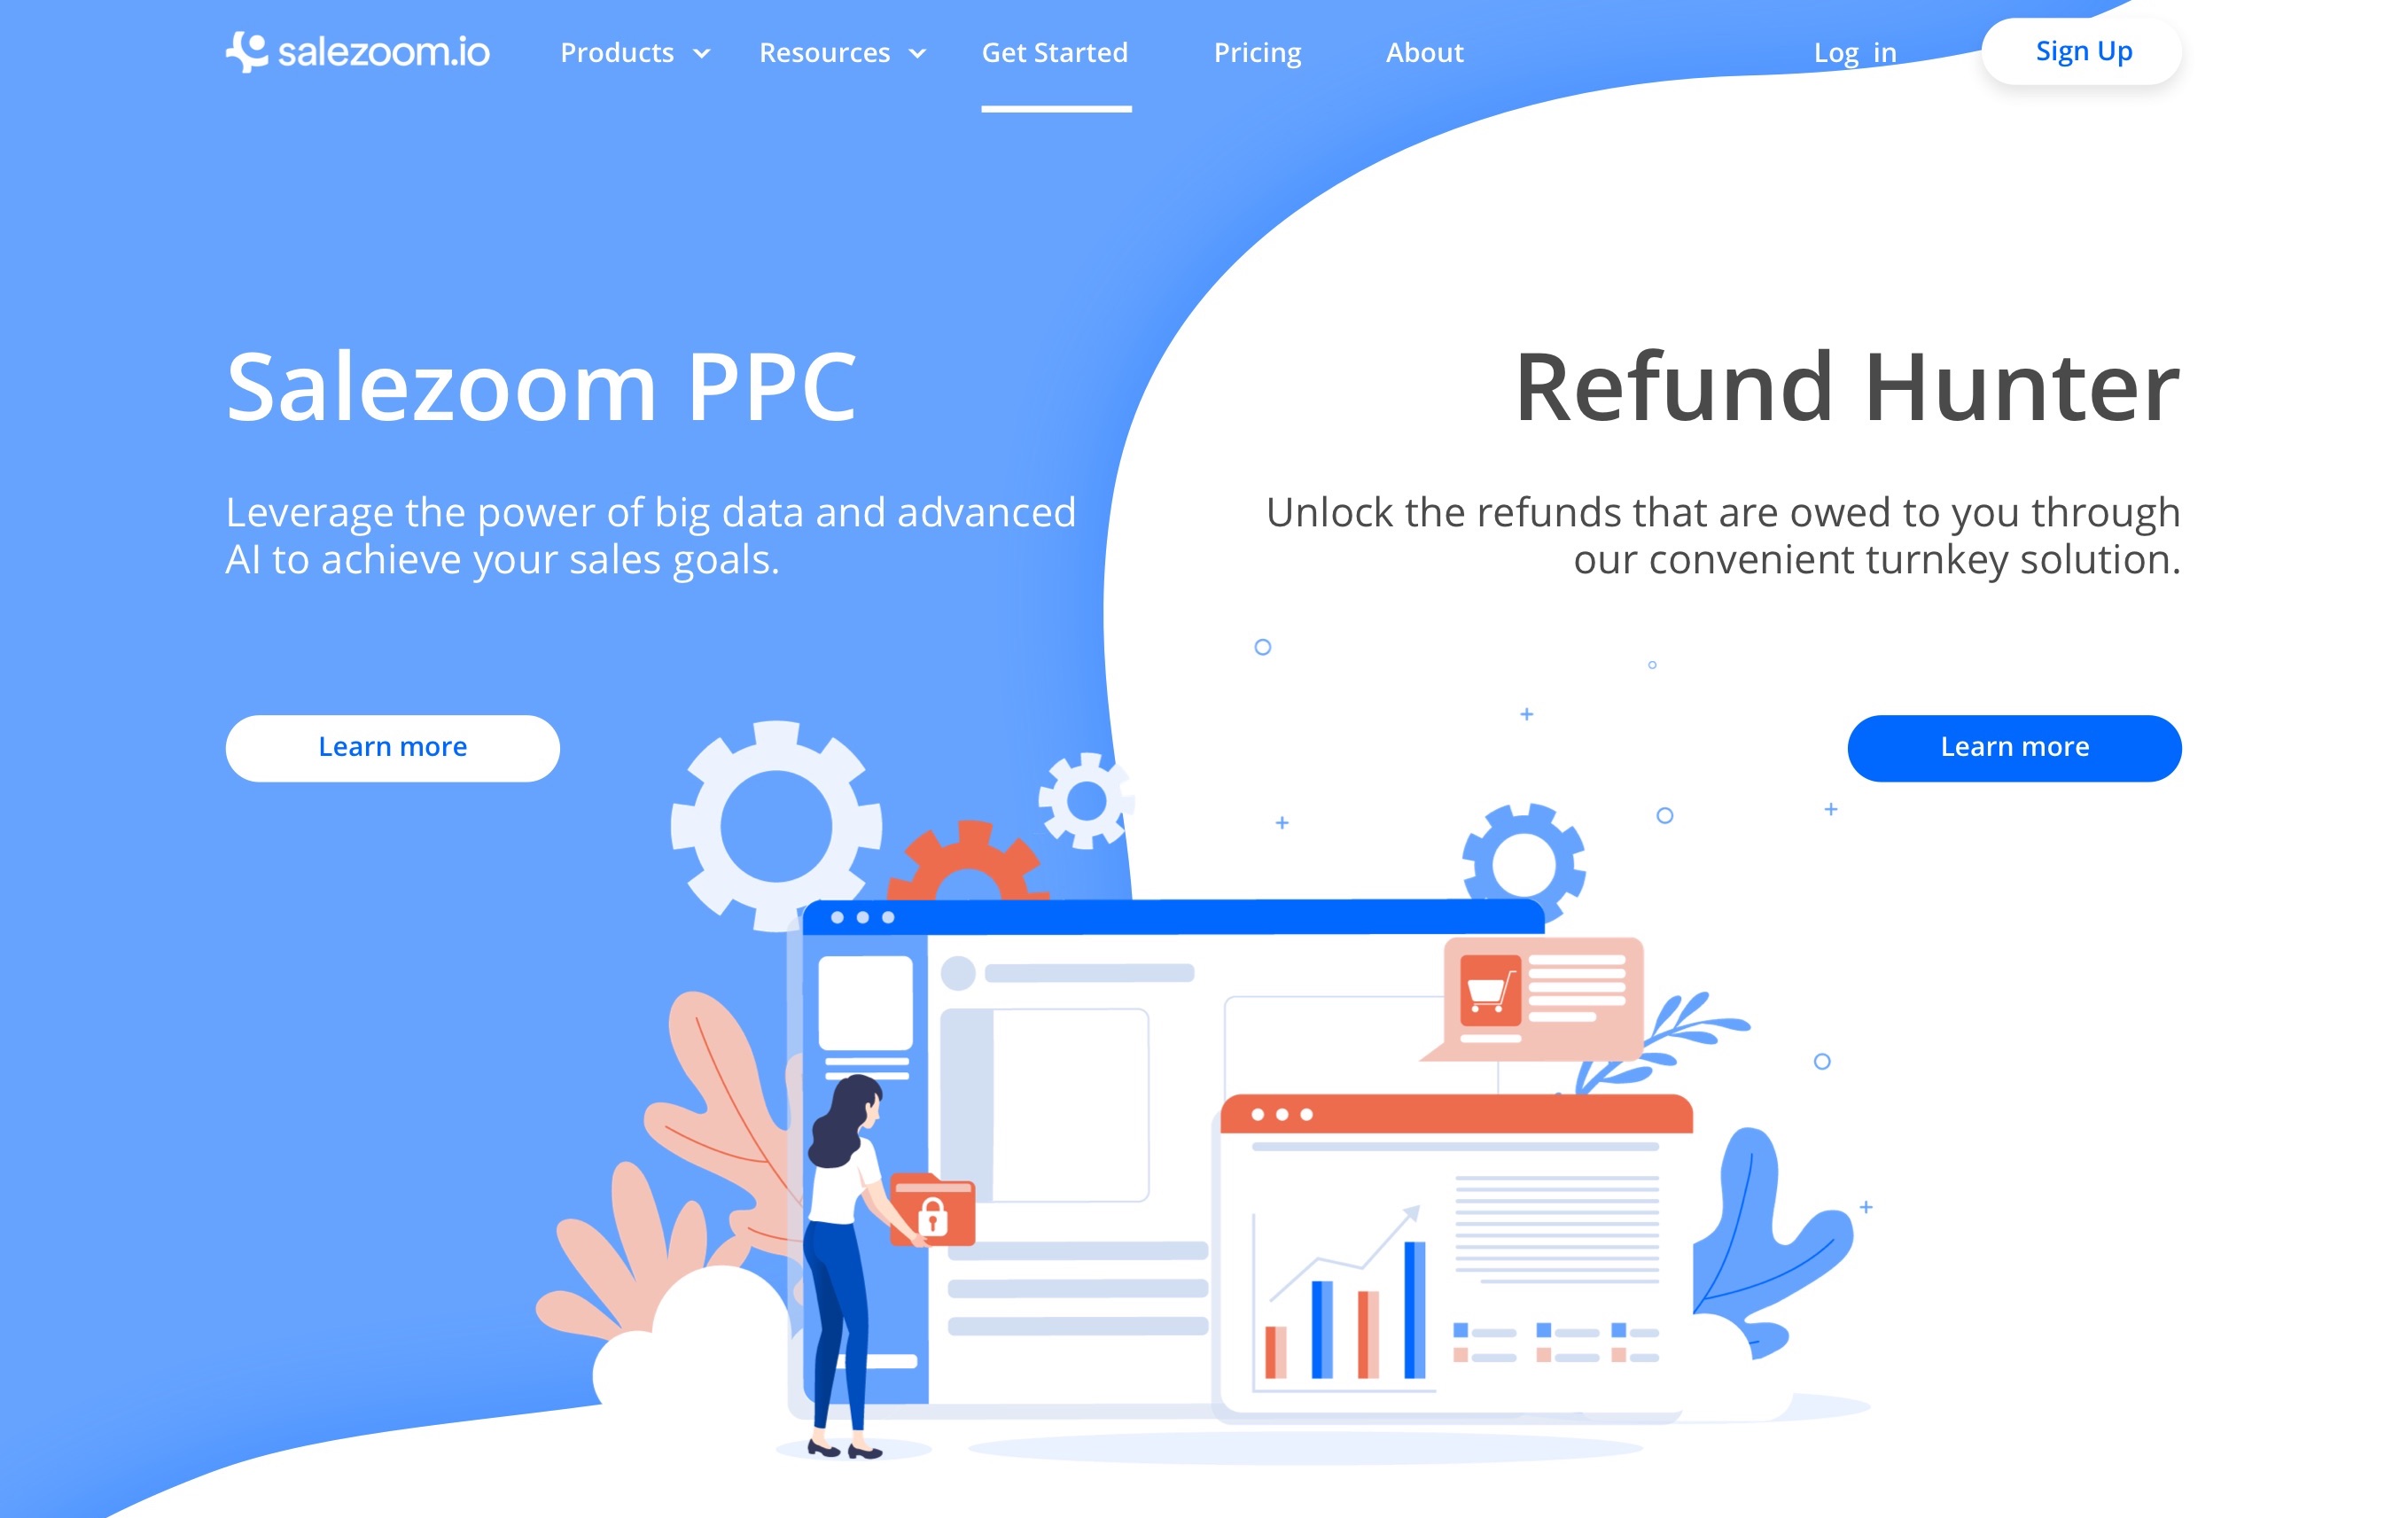 salezoom.io
Products
Resources
Get Started
Pricing
About
Log in
Sign Up
Salezoom PPC
Leverage the power of big data and advanced
AI to achieve your sales goals.
Learn more
Refund Hunter
Unlock the refunds that are owed to you through
our convenient turnkey solution.
Learn more